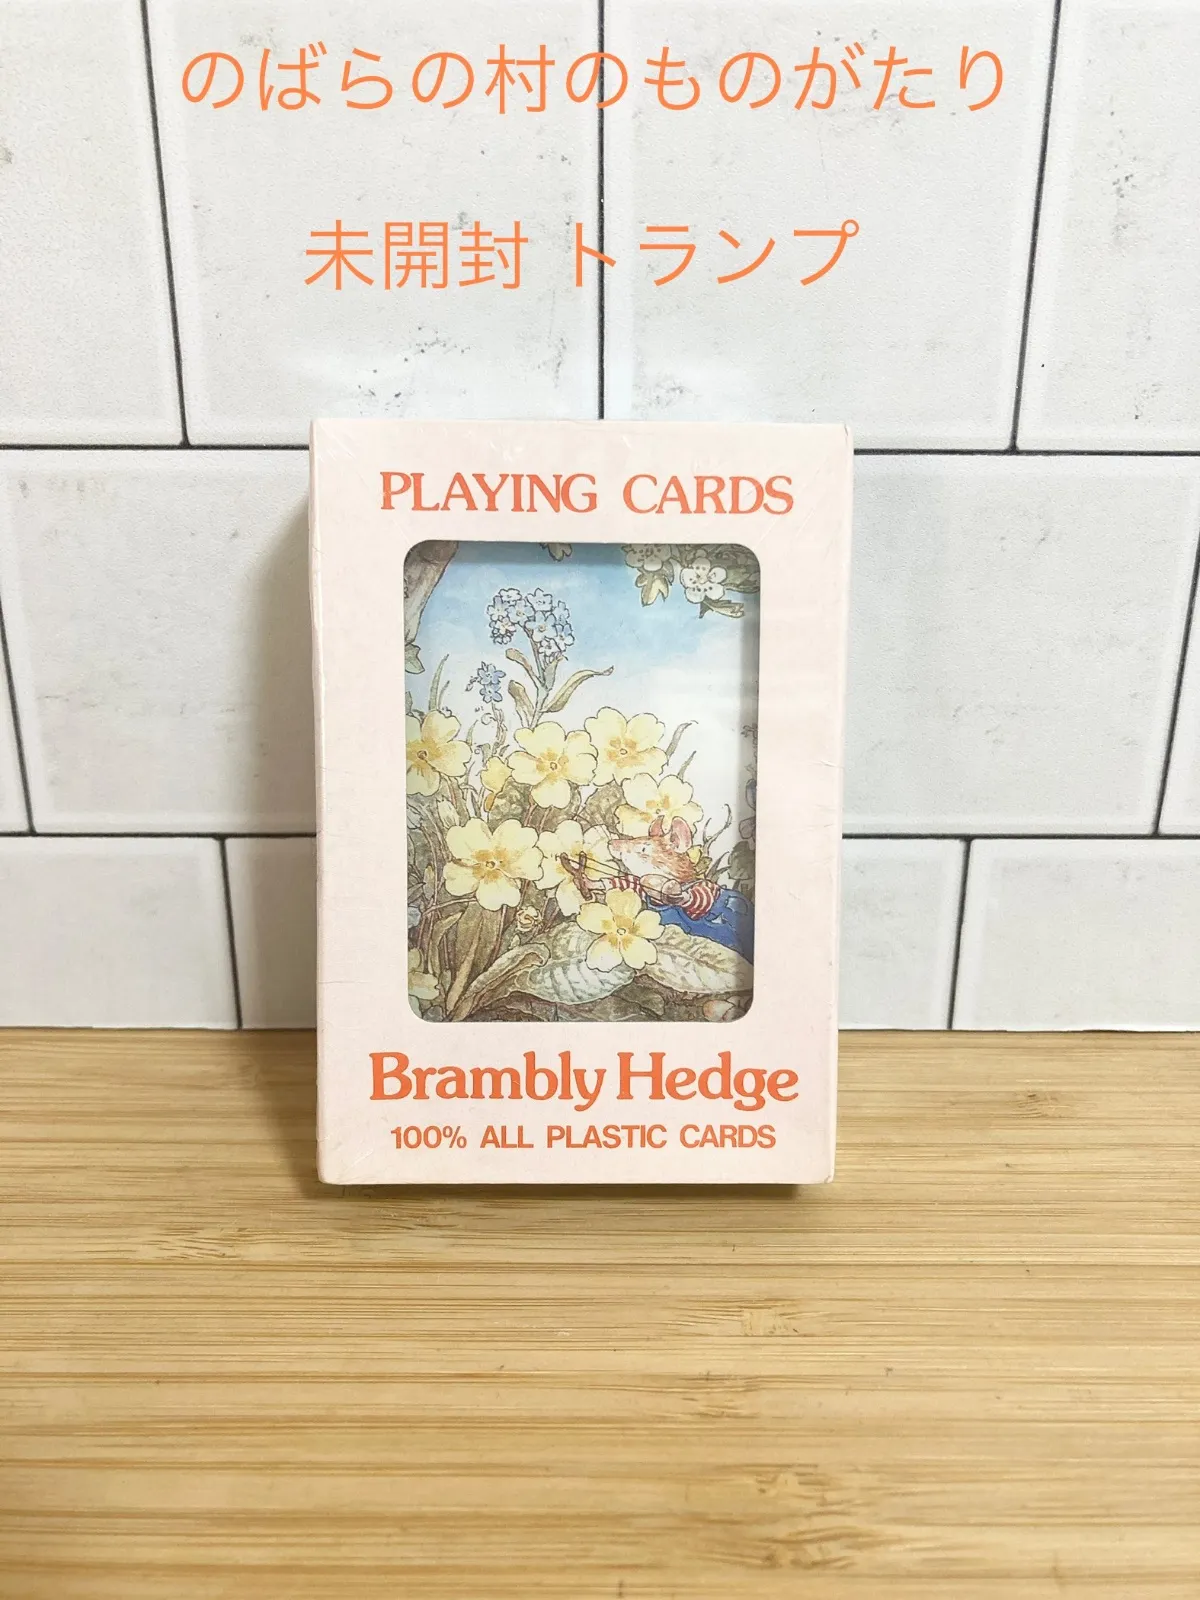 のばらの村のものがたり
未開封 トランプ
PLAYING CARDS
Brambly Hedge
100% ALL PLASTIC CARDS